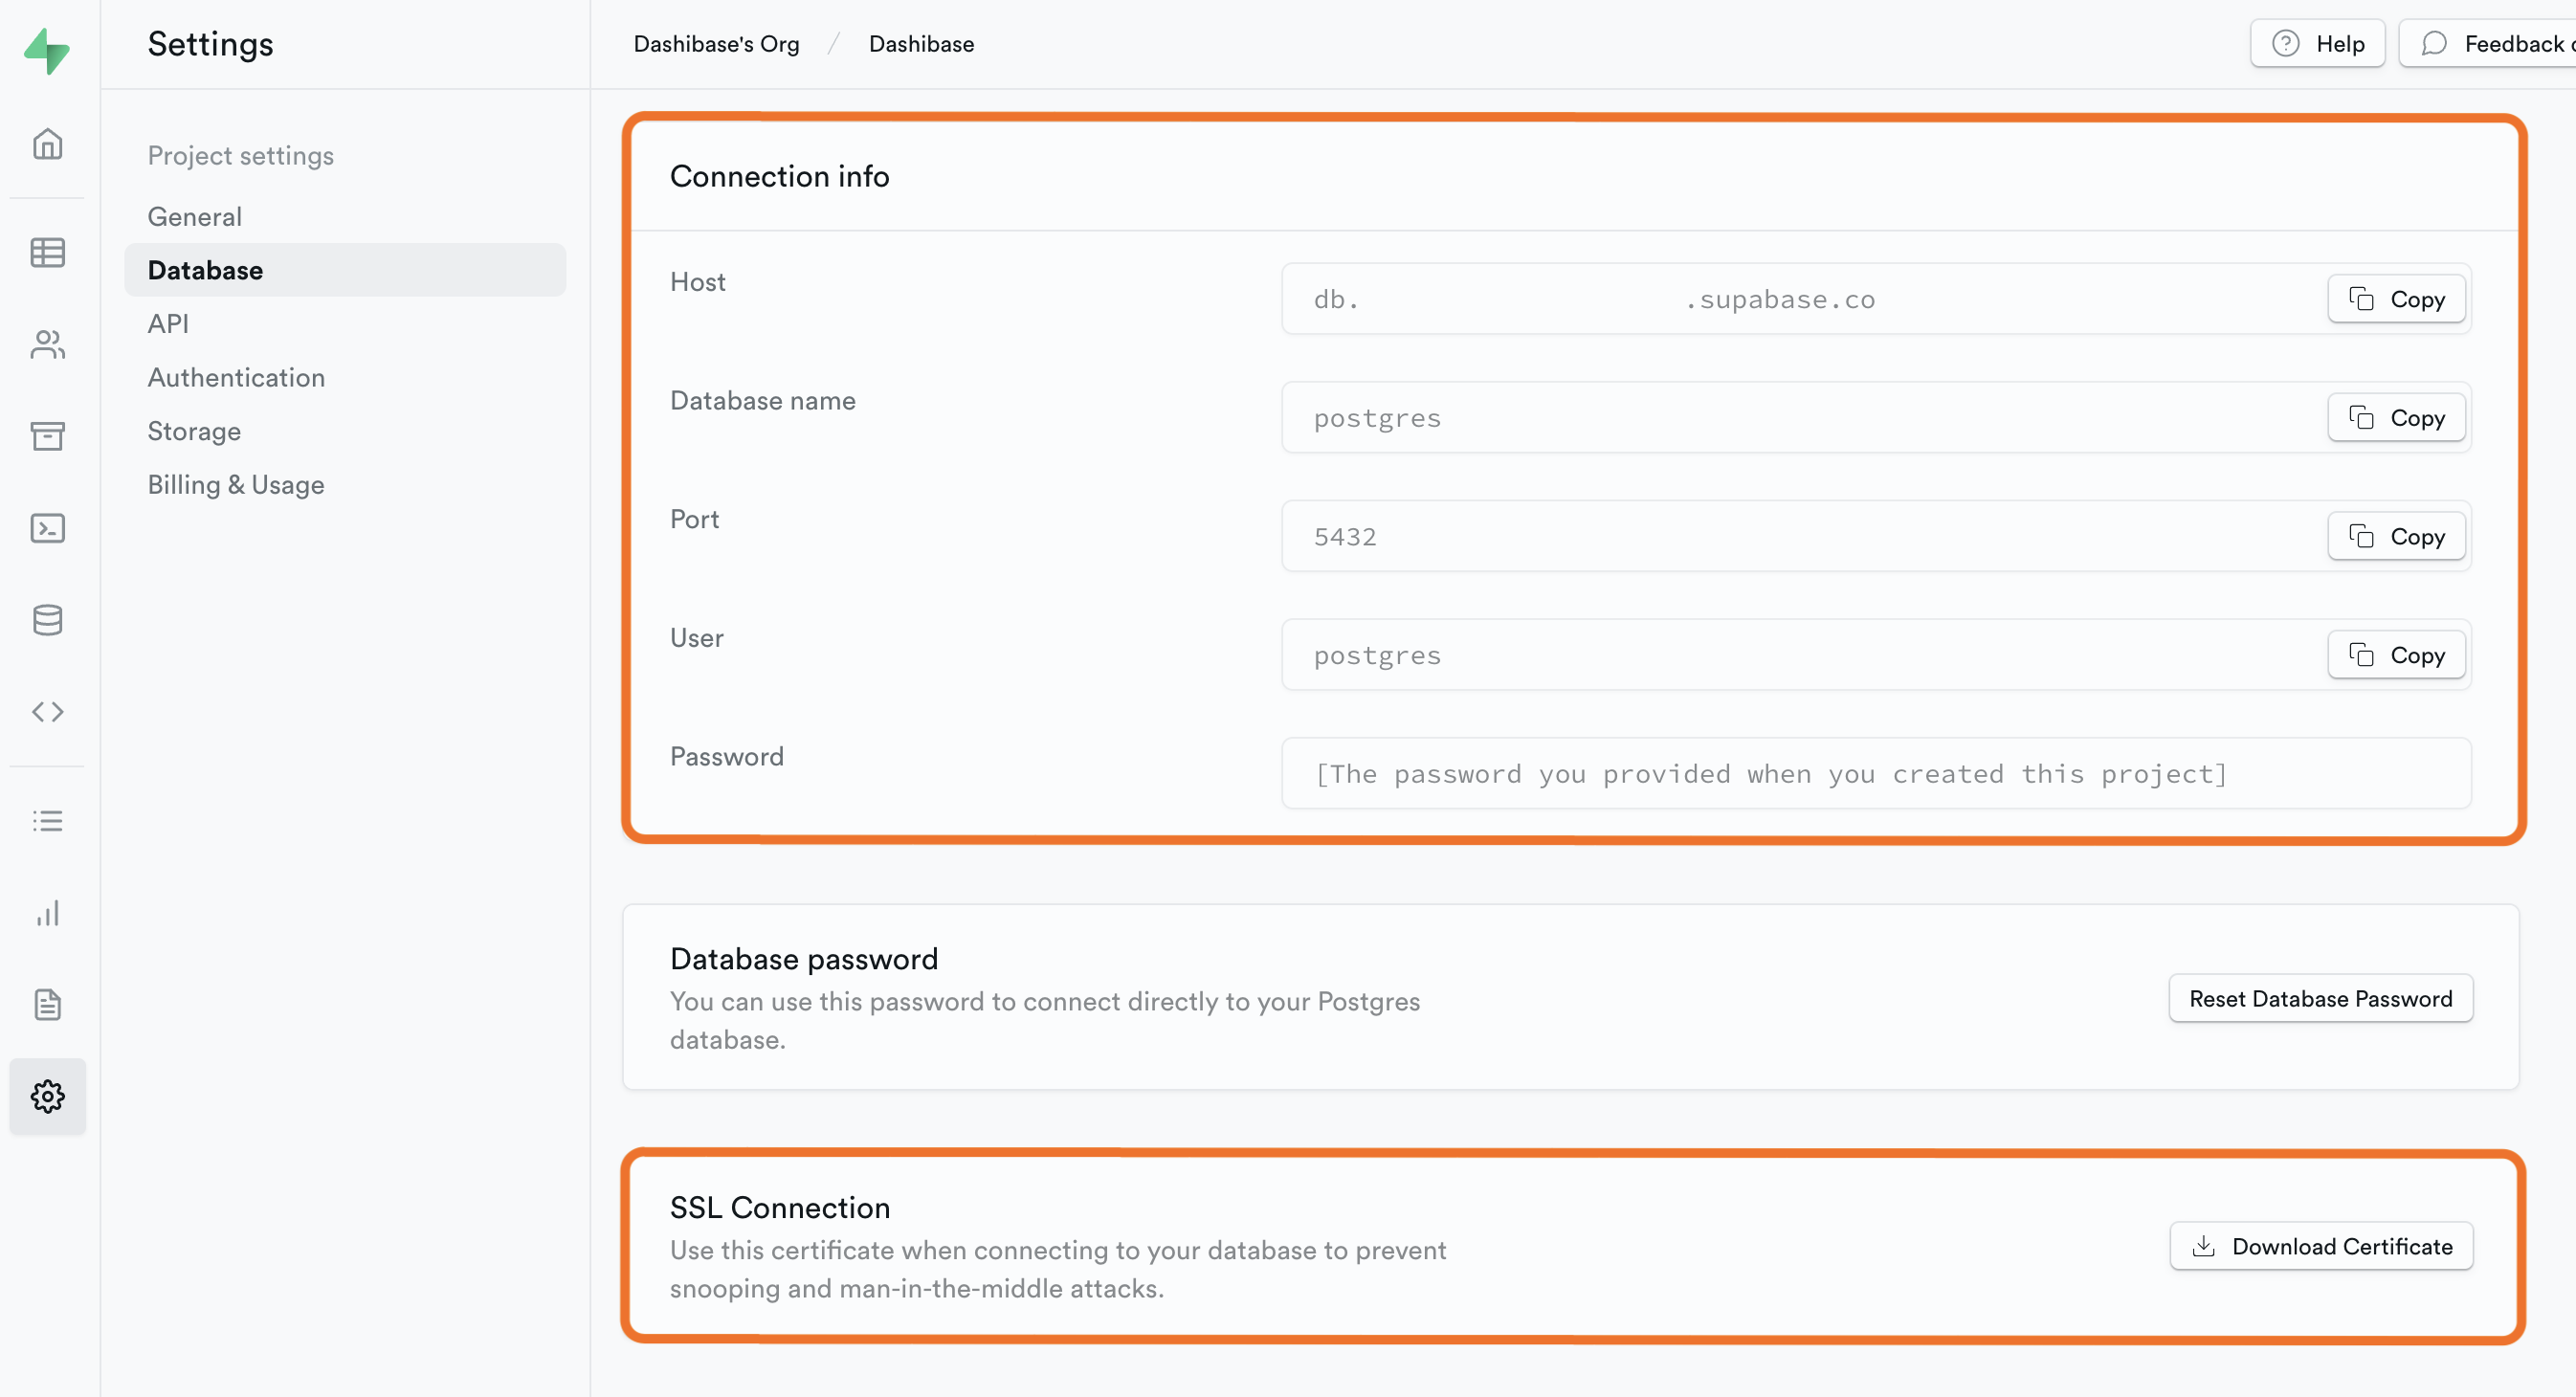 Settings
Dashibase's Org / Dashibase
Help
Feedback
Project settings
General
Database
API
Authentication
Storage
Billing & Usage
Connection info
Host
db. .supabase.co
Copy
Database name
postgres
Copy
Port
5432
Copy
User
postgres
Copy
Password
[The password you provided when you created this project]
Database password
You can use this password to connect directly to your Postgres
database.
Reset Database Password
SSL Connection
Use this certificate when connecting to your database to prevent
snooping and man-in-the-middle attacks.
Download Certificate